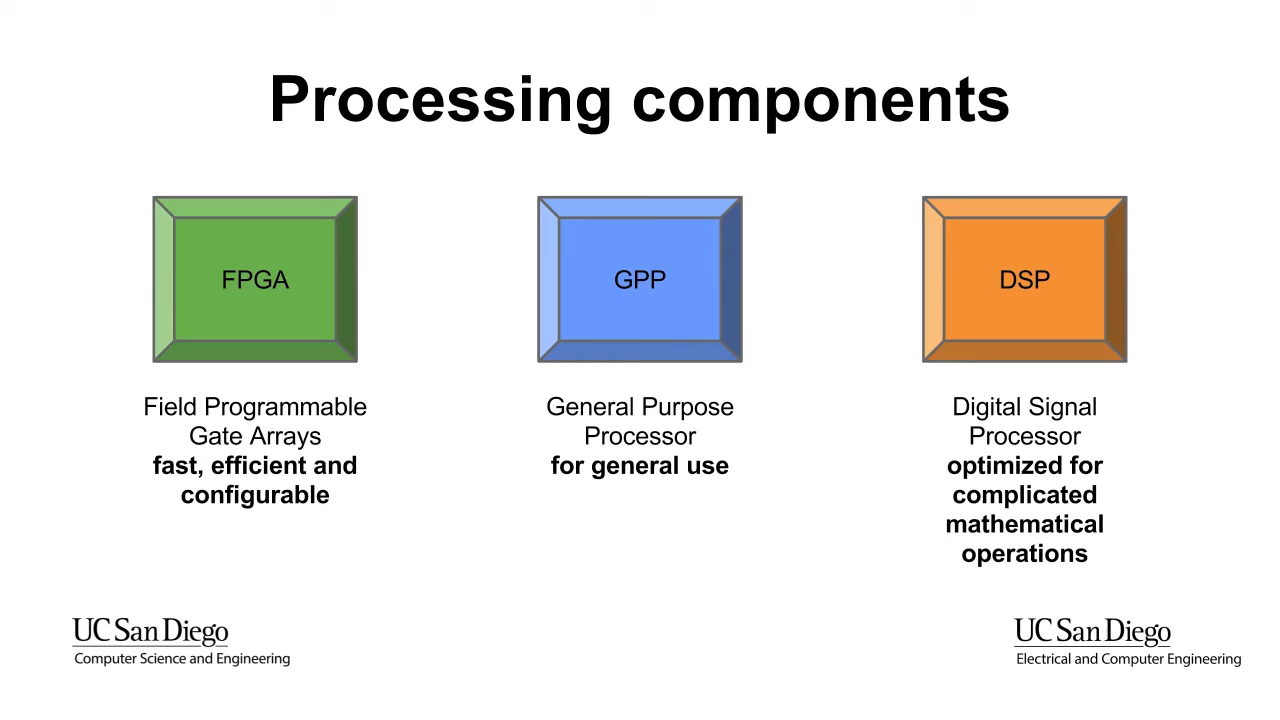 Processing components
FPGA
Field Programmable
Gate Arrays
fast, efficient and
configurable
GPP
General Purpose
Processor
for general use
DSP
Digital Signal
Processor
optimized for
complicated
mathematical
operations
UC San Diego
Computer Science and Engineering
UC San Diego
Electrical and Computer Engineering